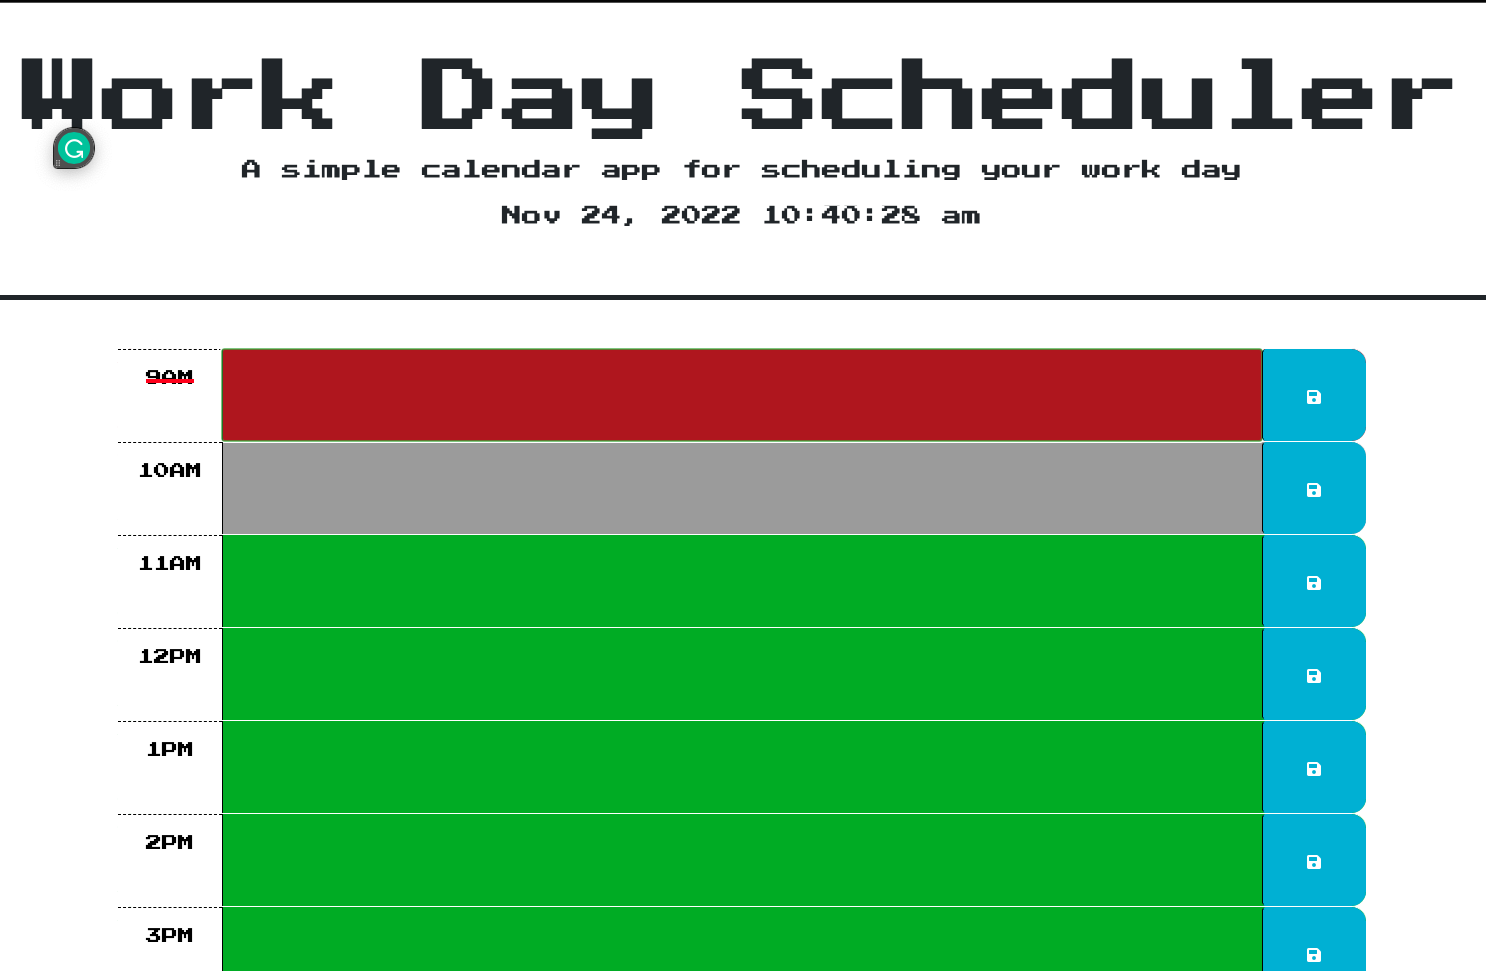 Work Day Scheduler
A simple calendar app for scheduling your work day
Nov 24, 2022 10:40:28 am
9AM
10AM
11AM
12PM
1PM
2PM
3PM